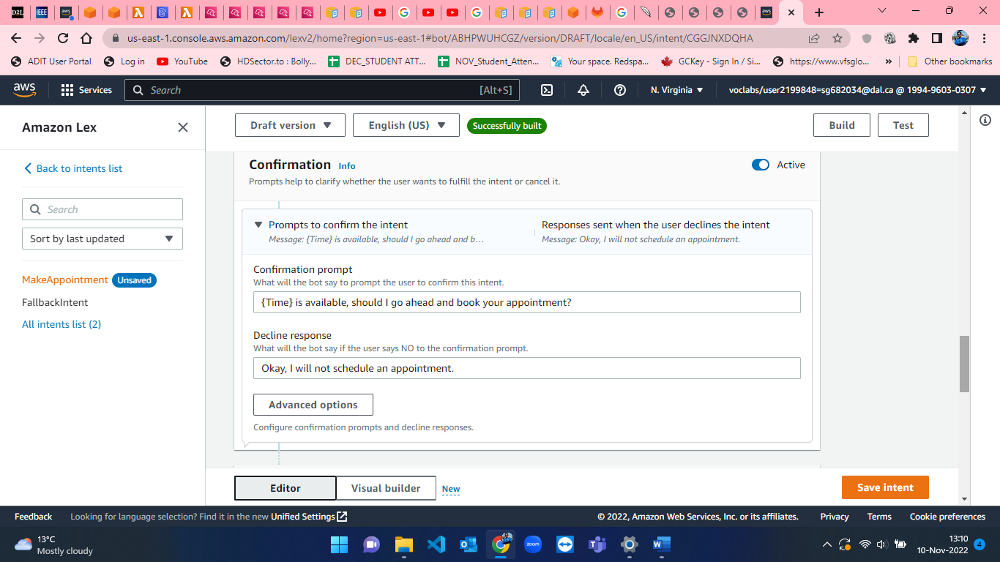 D2L
IEEE
aws
us-east-1.console.aws.amazon.com/lexv2/home?region=us-east-1#bot/ABHPWUHCGZ/version/DRAFT/locale/en_US/intent/CGGJNXDQHA
ADIT User Portal
Log in
YouTube
HDSector.to : Bolly...
DEC_STUDENT ATT...
NOV_Student_Atten...
Your space. Redspa...
GCKey - Sign In / Si...
https://www.vfsglo...
»
Other bookmarks
aws
Services
Search
[Alt+S]
N. Virginia
voclabs/user2199848=sg682034@dal.ca @ 1994-9603-0307
Amazon Lex
Back to intents list
Search
Sort by last updated
MakeAppointment Unsaved
FallbackIntent
All intents list (2)
Draft version
English (US)
Successfully built
Build
Test
Confirmation Info
Active
Prompts help to clarify whether the user wants to fulfill the intent or cancel it.
Prompts to confirm the intent
Message: {Time} is available, should I go ahead and b...
Responses sent when the user declines the intent
Message: Okay, I will not schedule an appointment.
Confirmation prompt
What will the bot say to prompt the user to confirm this intent.
{Time} is available, should I go ahead and book your appointment?
Decline response
What will the bot say if the user says NO to the confirmation prompt.
Okay, I will not schedule an appointment.
Advanced options
Configure confirmation prompts and decline responses.
Editor
Visual builder
New
Save intent
Feedback
Looking for language selection? Find it in the new Unified Settings
© 2022, Amazon Web Services, Inc. or its affiliates.
Privacy
Terms
Cookie preferences
13°C
Mostly cloudy
zoom
13:10
10-Nov-2022
4